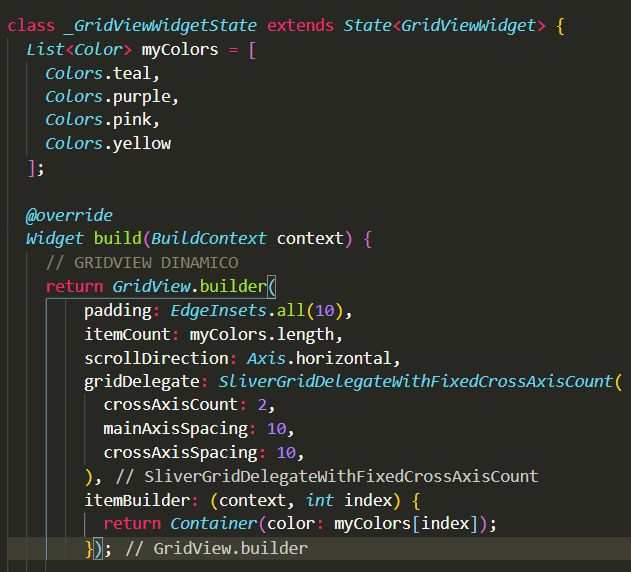 class _GridViewWidgetState extends State<GridViewWidget> {
  List<Color> myColors = [
    Colors.teal,
    Colors.purple,
    Colors.pink,
    Colors.yellow
  ];
  @override
  Widget build(BuildContext context) {
    // GRIDVIEW DINAMICO
    return GridView.builder(
        padding: EdgeInsets.all(10),
        itemCount: myColors.length,
        scrollDirection: Axis.horizontal,
        gridDelegate: SliverGridDelegateWithFixedCrossAxisCount(
          crossAxisCount: 2,
          mainAxisSpacing: 10,
          crossAxisSpacing: 10,
        ), // SliverGridDelegateWithFixedCrossAxisCount
        itemBuilder: (context, int index) {
          return Container(color: myColors[index]);
        }); // GridView.builder